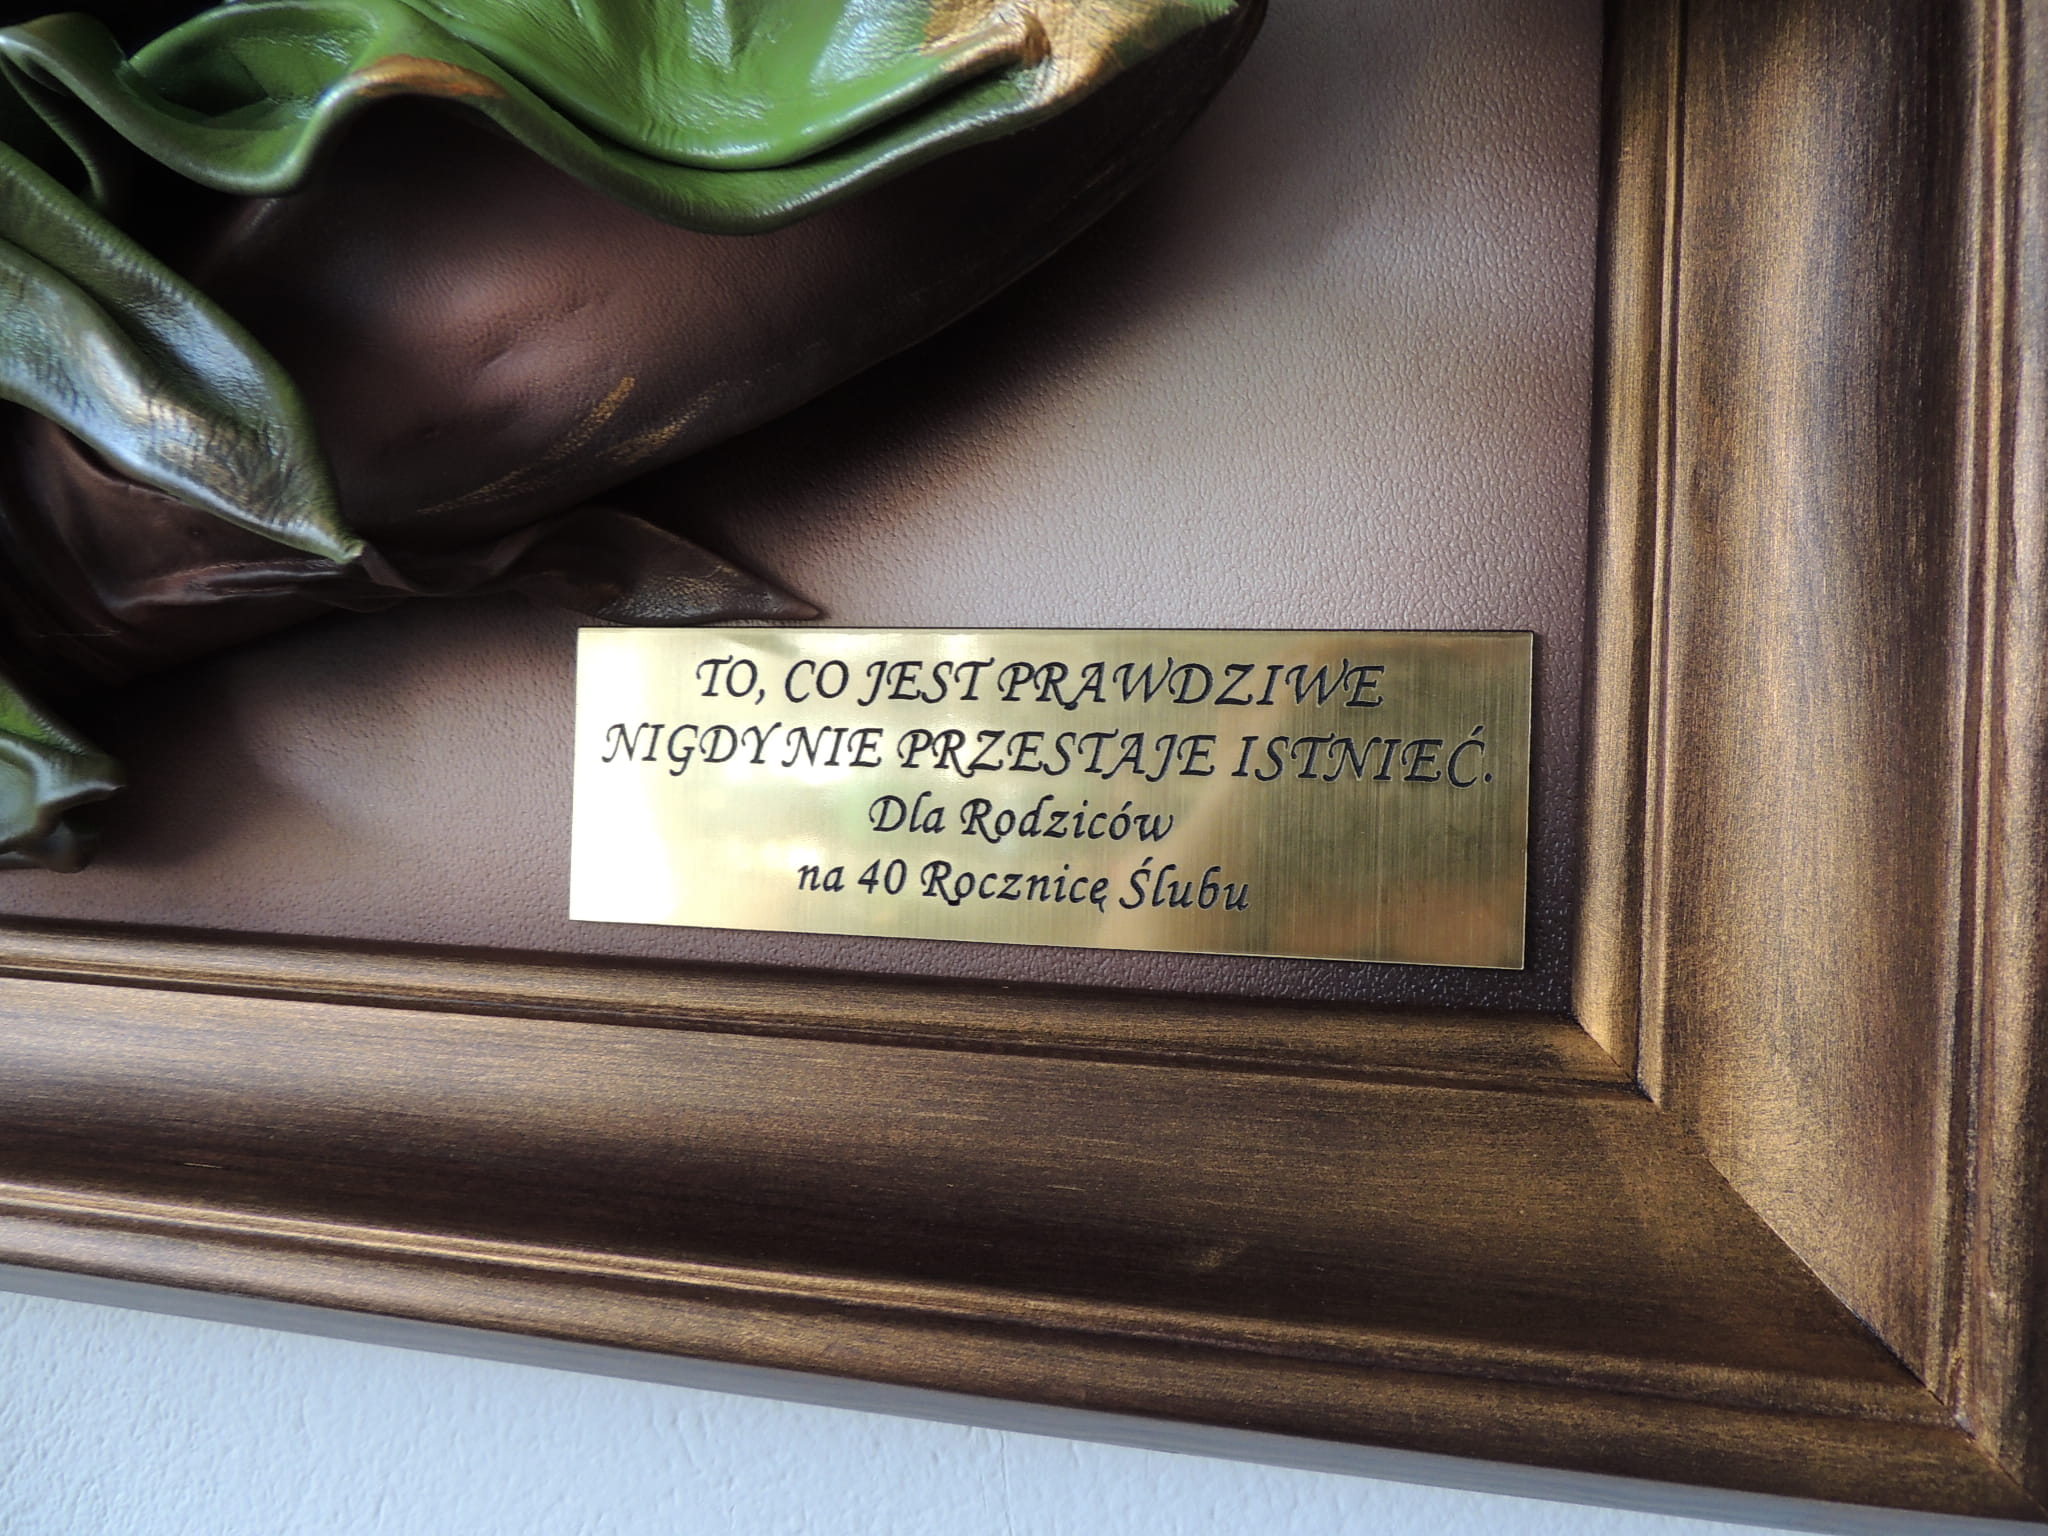 TO, CO JEST PRAWDZIWE
NIGDY NIE PRZESTAJE ISTNIEĆ.
Dla Rodziców
na 40 Rocznicę Ślubu